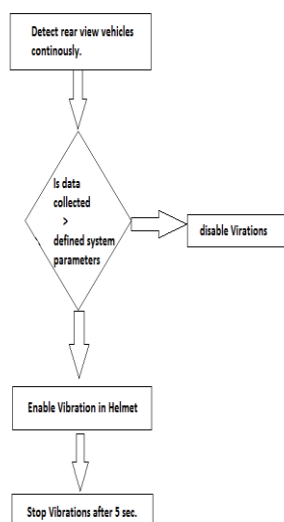 Detect rear view vehicles
continously.
Is data
collected
>
defined system
parameters
disable Virations
Enable Vibration in Helmet
Stop Vibrations after 5 sec.